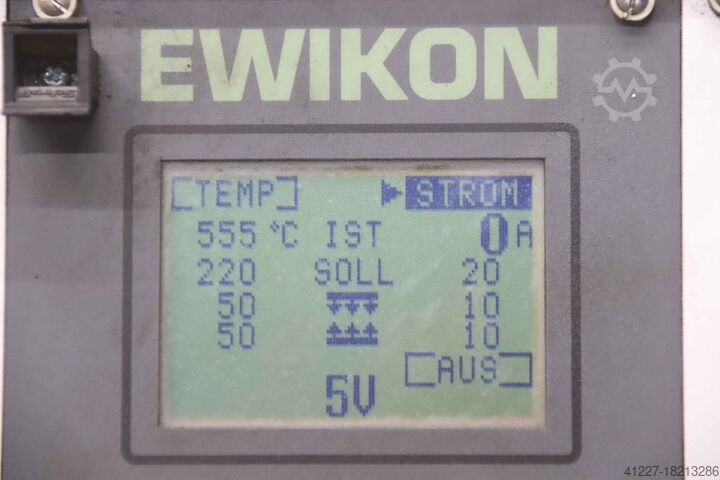 EWIKON
[TEMP] ▶ STROM
555 °C IST 0 A
220 SOLL 20
50 10
50 10
[AUS]
5V
41227-18213286